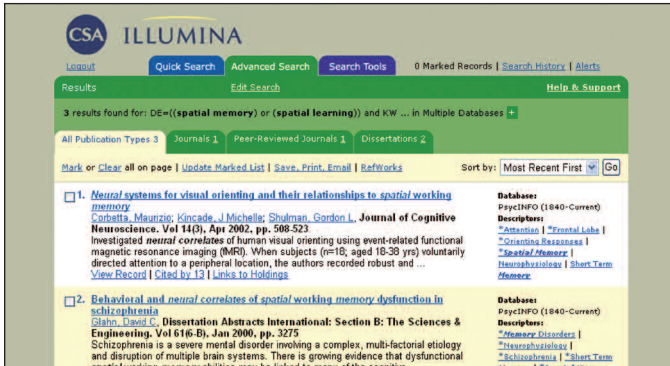 CSA ILLUMINA
Logout Quick Search Advanced Search Search Tools 0 Marked Records | Search History | Alerts
Results Edit Search Help & Support
3 results found for: DE=((spatial memory) or (spatial learning)) and KW ... in Multiple Databases +
All Publication Types 3 Journals 1 Peer-Reviewed Journals 1 Dissertations 2
Mark or Clear all on page | Update Marked List | Save, Print, Email | RefWorks Sort by: Most Recent First Go
1. Neural systems for visual orienting and their relationships to spatial working
memory
Corbetta, Maurizio; Kincade, J Michelle; Shulman, Gordon L, Journal of Cognitive
Neuroscience. Vol 14(3), Apr 2002, pp. 508-523
Investigated neural correlates of human visual orienting using event-related functional
magnetic resonance imaging (fMRI). When subjects (n=18; aged 18-38 yrs) voluntarily
directed attention to a peripheral location, the authors recorded robust and ...
View Record | Cited by 13 | Links to Holdings
Database:
PsycINFO (1840-Current)
Descriptors:
*Attention | *Frontal Lobe |
*Orienting Responses |
*Spatial Memory |
Neurophysiology | Short Term
Memory
2. Behavioral and neural correlates of spatial working memory dysfunction in
schizophrenia
Glahn, David C, Dissertation Abstracts International: Section B: The Sciences &
Engineering. Vol 61(6-B), Jan 2000, pp. 3275
Schizophrenia is a severe mental disorder involving a complex, multi-factorial etiology
and disruption of multiple brain systems. There is growing evidence that dysfunctional
Database:
PsycINFO (1840-Current)
Descriptors:
*Memory Disorders |
*Neurophysiology |
*Schizophrenia | *Short Term